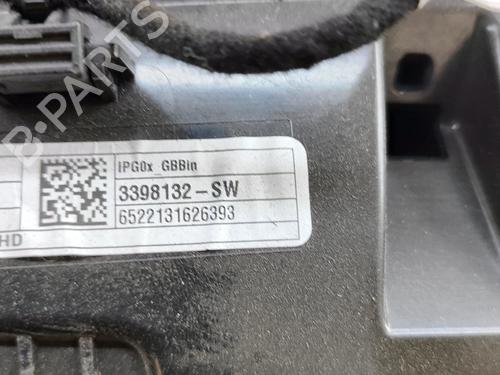 B-PARTS
IPG0x_GBBin
3398132-SW
6522131626393
HD